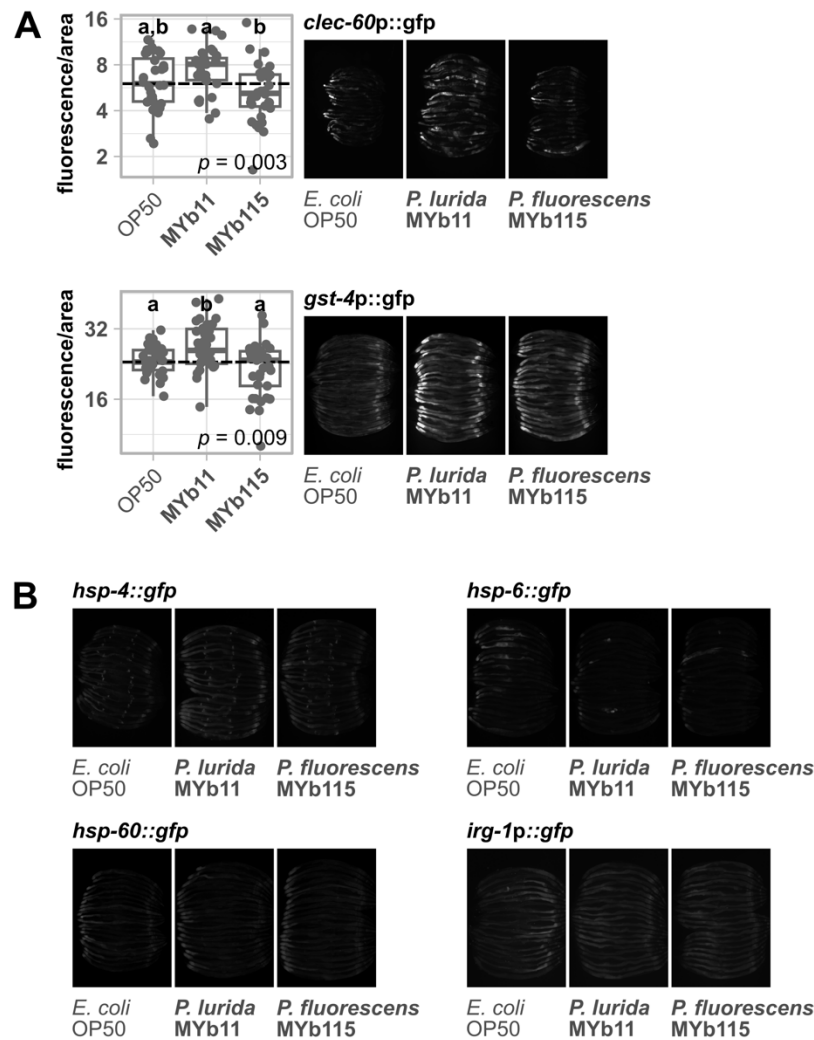 A
clec-60p::gfp
fluorescence/area
16
8
4
2
a,b
a
b
p = 0.003
OP50
MYb11
MYb115
E. coli
OP50
P. lurida
MYb11
P. fluorescens
MYb115
gst-4p::gfp
fluorescence/area
32
16
a
b
a
p = 0.009
OP50
MYb11
MYb115
E. coli
OP50
P. lurida
MYb11
P. fluorescens
MYb115
B
hsp-4::gfp
E. coli
OP50
P. lurida
MYb11
P. fluorescens
MYb115
hsp-6::gfp
E. coli
OP50
P. lurida
MYb11
P. fluorescens
MYb115
hsp-60::gfp
E. coli
OP50
P. lurida
MYb11
P. fluorescens
MYb115
irg-1p::gfp
E. coli
OP50
P. lurida
MYb11
P. fluorescens
MYb115